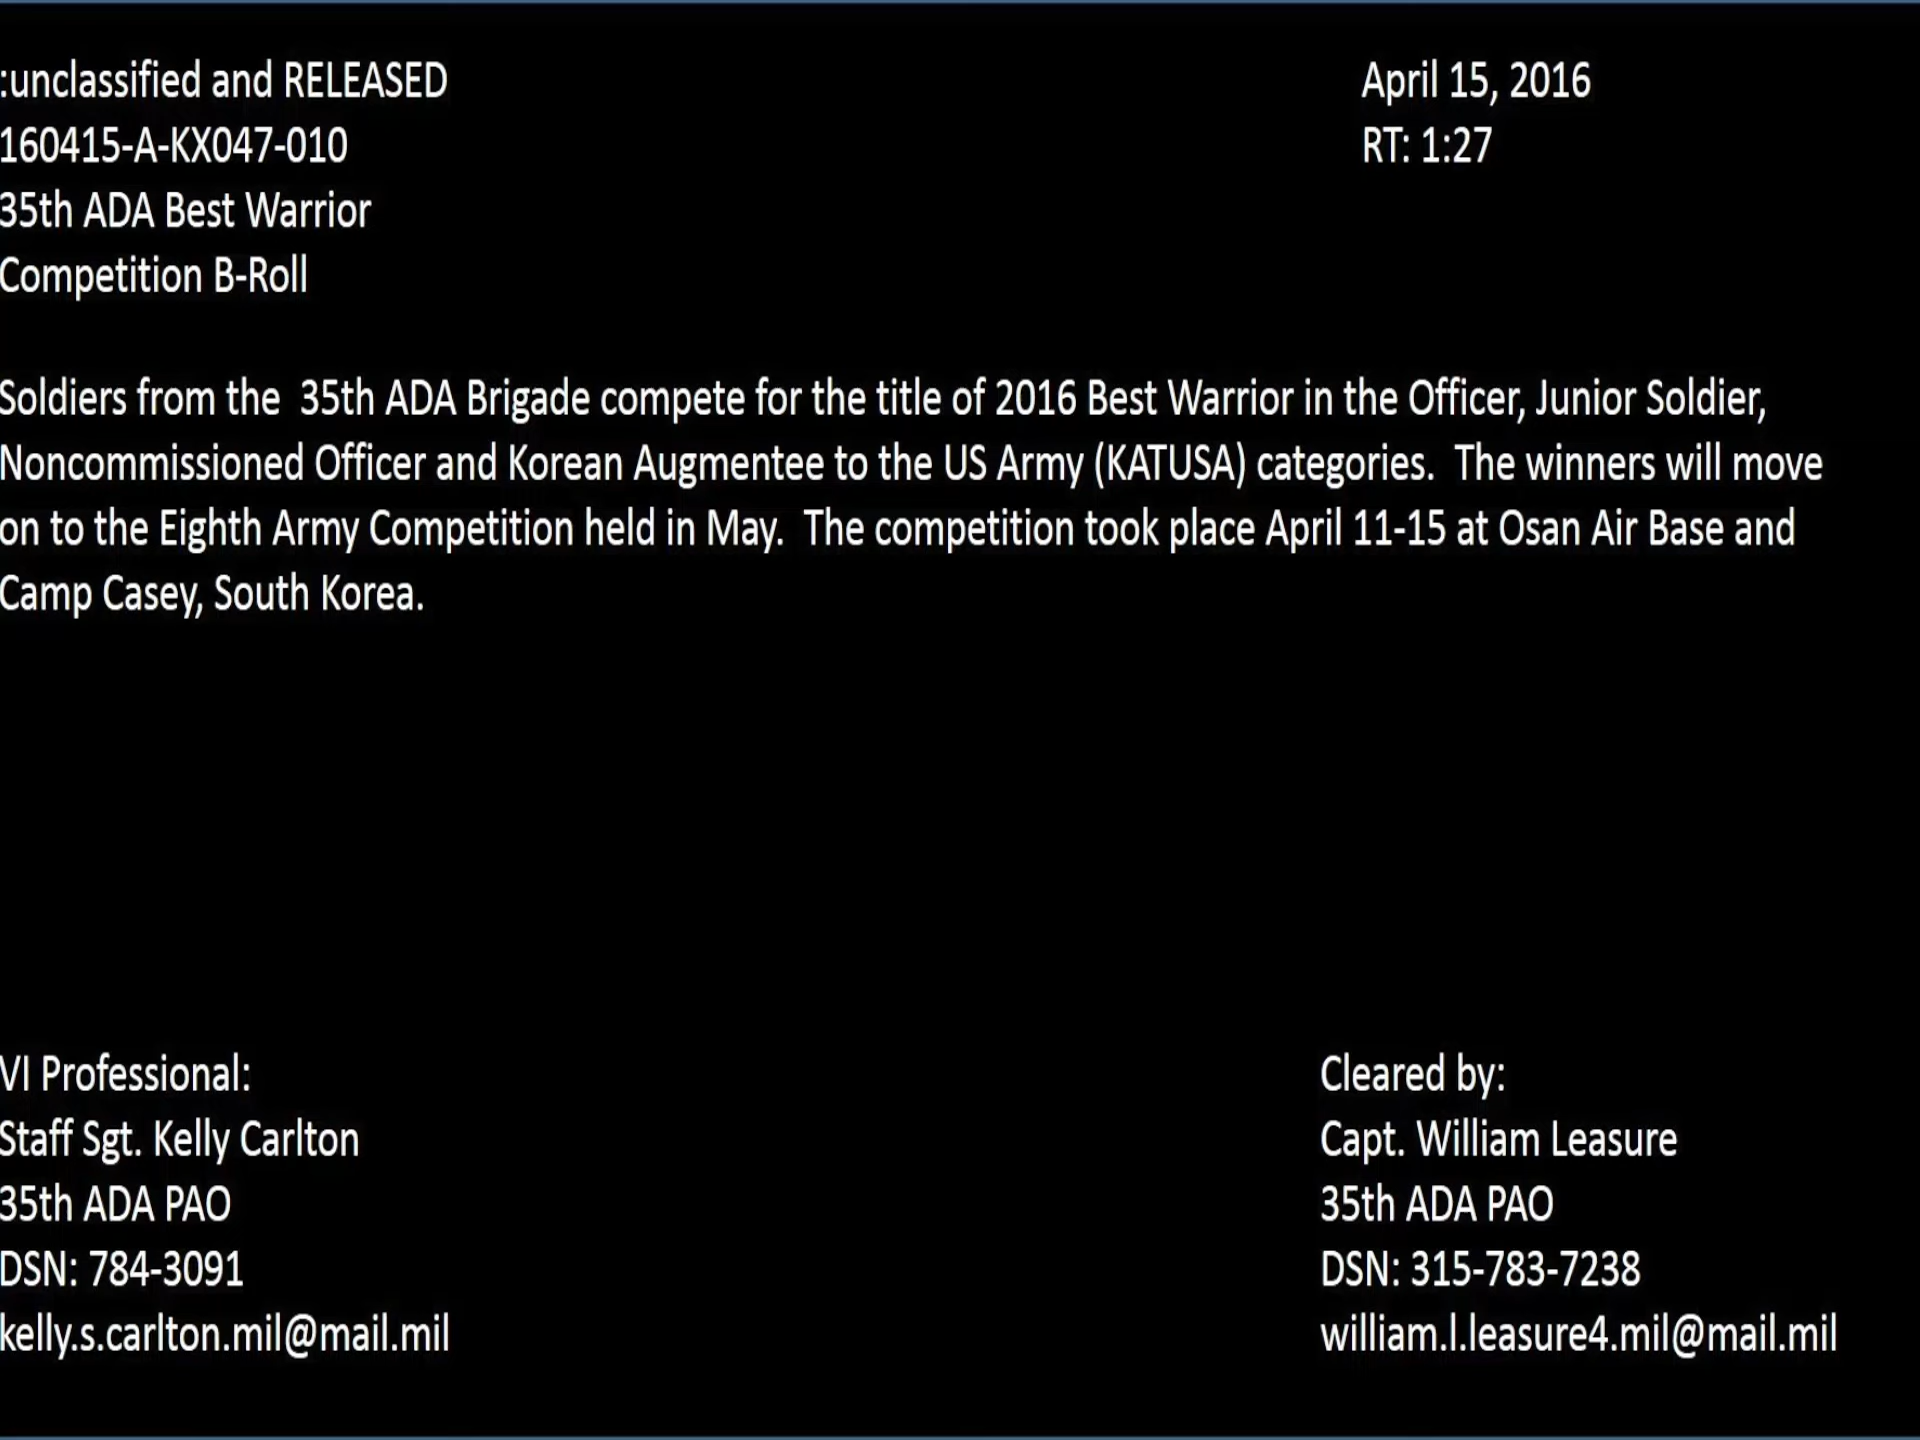 :unclassified and RELEASED
160415-A-KX047-010
35th ADA Best Warrior
Competition B-Roll
April 15, 2016
RT: 1:27
Soldiers from the  35th ADA Brigade compete for the title of 2016 Best Warrior in the Officer, Junior Soldier,
Noncommissioned Officer and Korean Augmentee to the US Army (KATUSA) categories.  The winners will move
on to the Eighth Army Competition held in May.  The competition took place April 11-15 at Osan Air Base and
Camp Casey, South Korea.
VI Professional:
Staff Sgt. Kelly Carlton
35th ADA PAO
DSN: 784-3091
kelly.s.carlton.mil@mail.mil
Cleared by:
Capt. William Leasure
35th ADA PAO
DSN: 315-783-7238
william.l.leasure4.mil@mail.mil